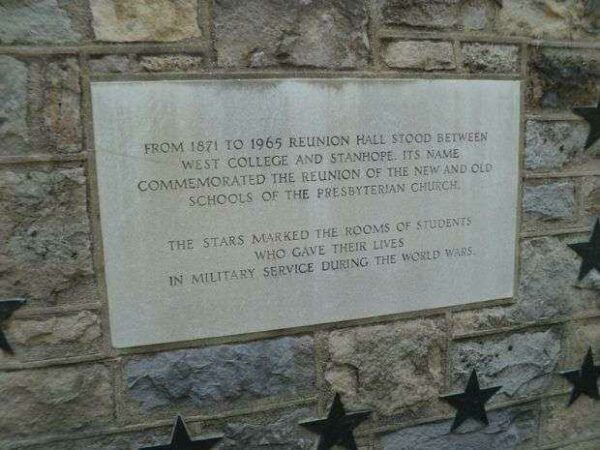 FROM 1871 TO 1965 REUNION HALL STOOD BETWEEN
WEST COLLEGE AND STANHOPE. ITS NAME
COMMEMORATED THE REUNION OF THE NEW AND OLD
SCHOOLS OF THE PRESBYTERIAN CHURCH.
THE STARS MARKED THE ROOMS OF STUDENTS
WHO GAVE THEIR LIVES
IN MILITARY SERVICE DURING THE WORLD WARS.